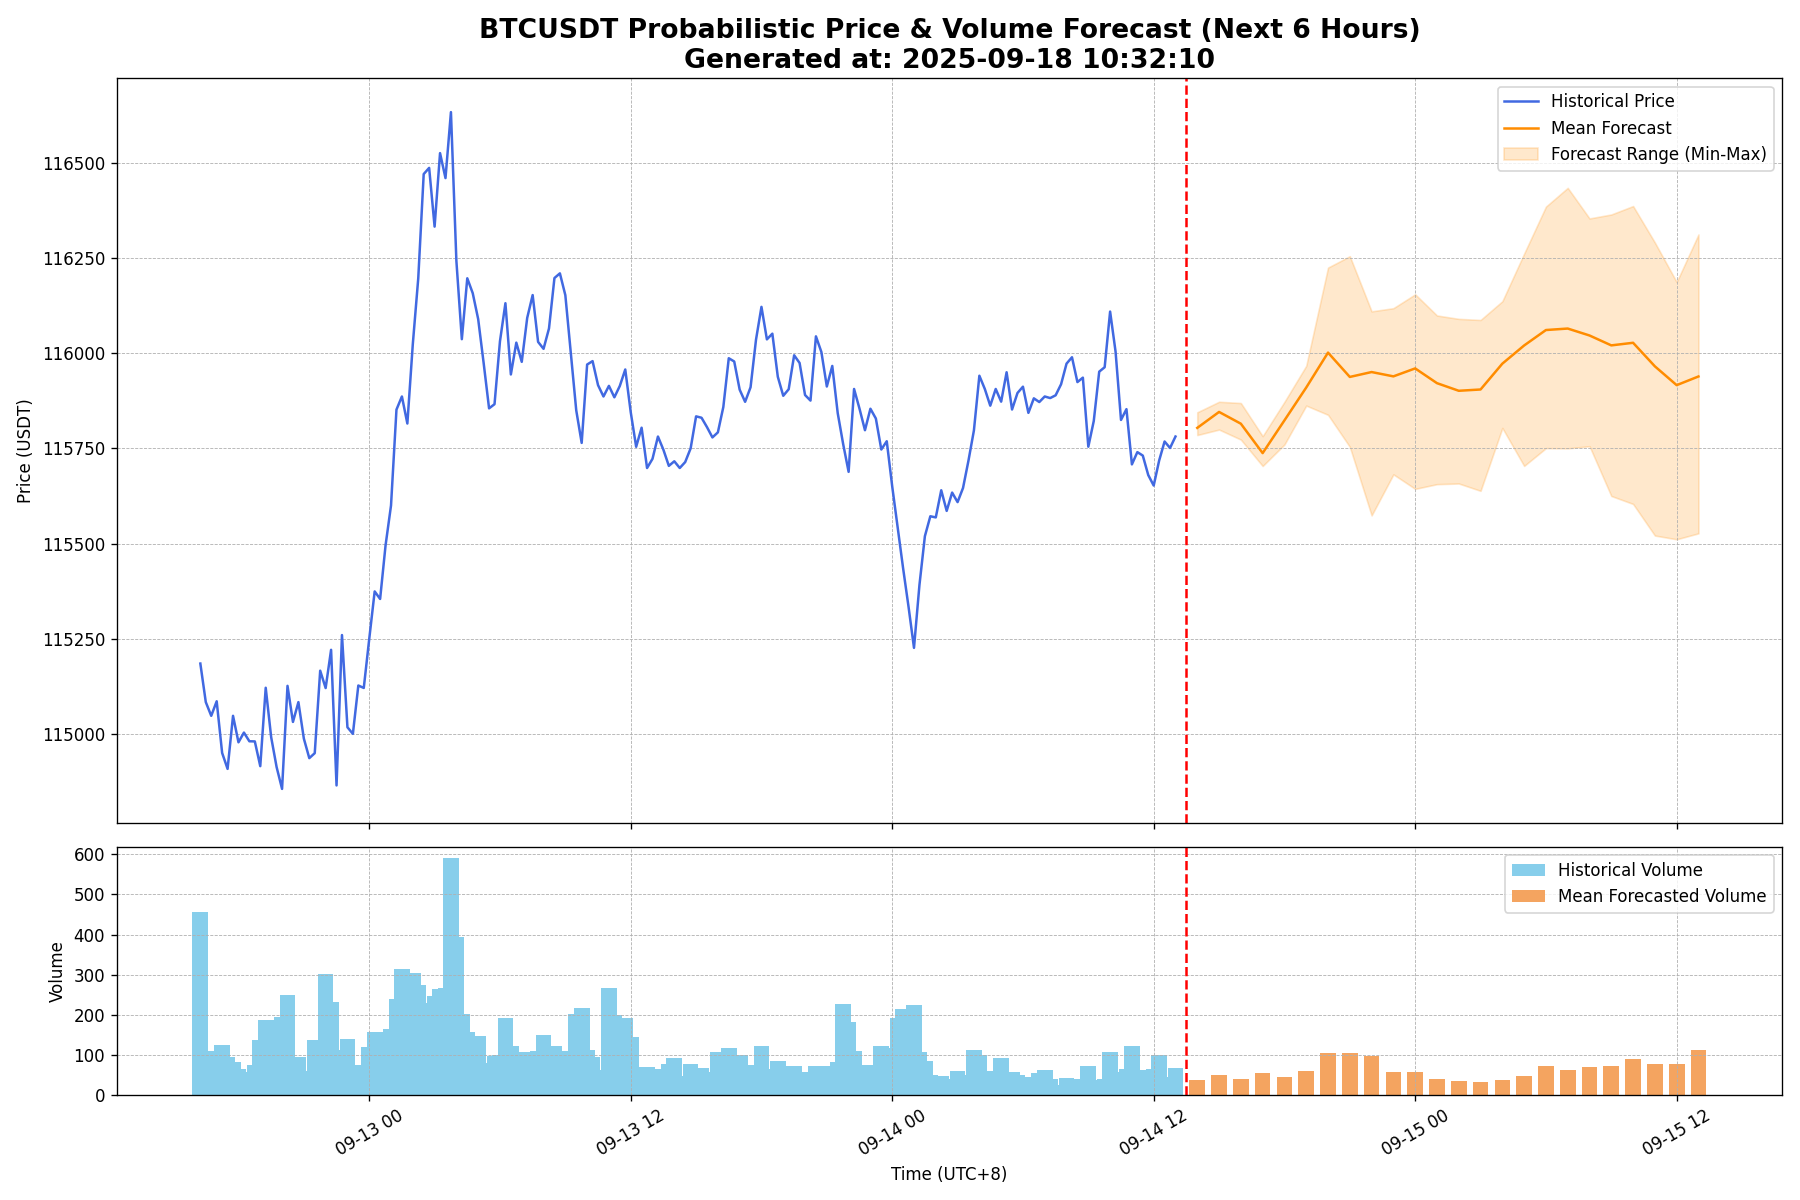 BTCUSDT Probabilistic Price & Volume Forecast (Next 6 Hours)
Generated at: 2025-09-18 10:32:10
Historical Price
Mean Forecast
Forecast Range (Min-Max)
116500
116250
116000
115750
115500
115250
115000
Price (USDT)
Historical Volume
Mean Forecasted Volume
600
500
400
300
200
100
0
Volume
09-13 00
09-13 12
09-14 00
09-14 12
09-15 00
09-15 12
Time (UTC+8)